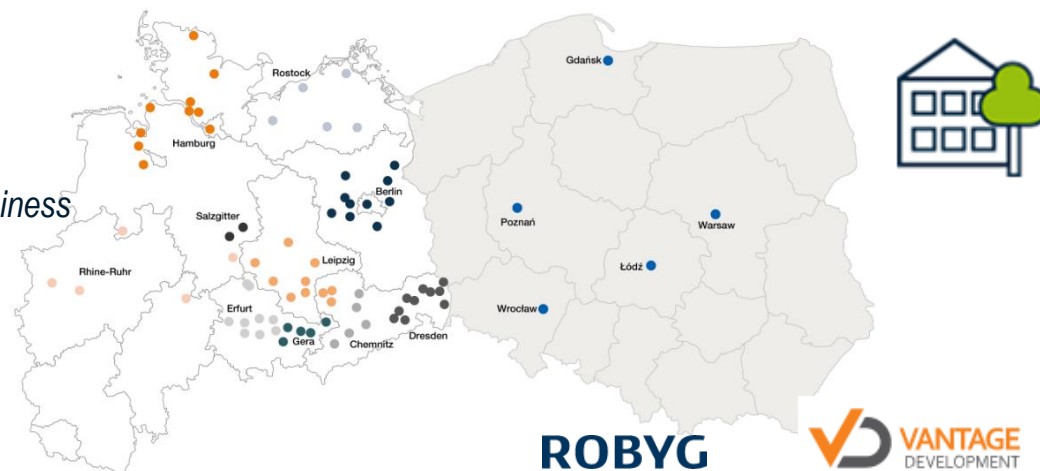 Gdańsk
Rostock
Hamburg
Berlin
iness
Salzgitter
Poznań
Warsaw
Leipzig
Łódź
Rhine-Ruhr
Erfurt
Wrocław
Gera
Chemnitz
Dresden
ROBYG
VANTAGE
DEVELOPMENT